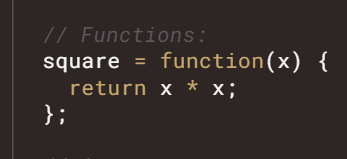 // Functions:
square = function(x) {
  return x * x;
};